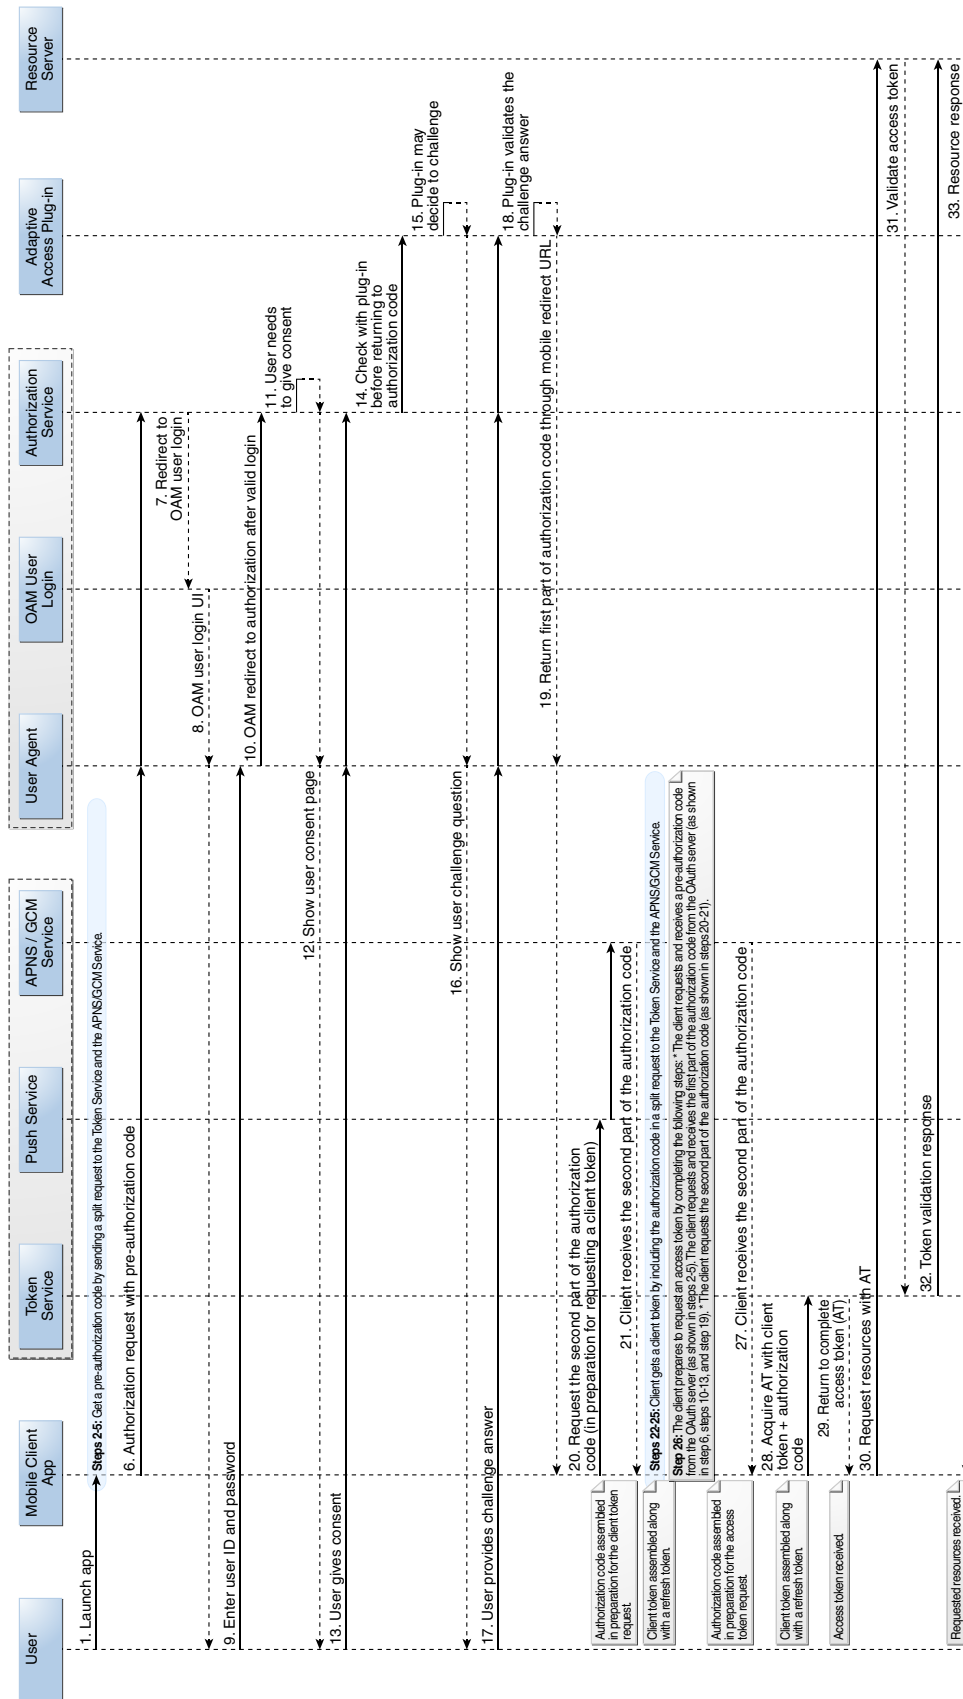 User
Mobile Client
App
Token
Service
Push Service
APNS / GCM
Service
User Agent
OAM User
Login
Authorization
Service
Adaptive
Access Plug-in
Resource
Server
1. Launch app
Steps 2-5: Get a pre-authorization code by sending a split request to the Token Service and the APNS/GCM Service.
6. Authorization request with pre-authorization code
7. Redirect to
OAM user login
8. OAM user login UI
9. Enter user ID and password
10. OAM redirect to authorization after valid login
11. User needs
to give consent
12. Show user consent page
13. User gives consent
14. Check with plug-in
before returning to
authorization code
15. Plug-in may
decide to challenge
16. Show user challenge question
17. User provides challenge answer
18. Plug-in validates the
challenge answer
19. Return first part of authorization code through mobile redirect URL
20. Request the second part of the authorization
code (in preparation for requesting a client token)
Authorization code assembled
in preparation for the client token
request.
21. Client receives the second part of the authorization code
Client token assembled along
with a refresh token.
Steps 22-25: Client gets a client token by including the authorization code in a split request to the Token Service and the APNS/GCM Service.
Step 26: The client prepares to request an access token by completing the following steps: * The client requests and receives a pre-authorization code
from the OAuth server (as shown in steps 2-5). The client requests and receives the first part of the authorization code from the OAuth server (as shown
in step 6, steps 10-13, and step 19). * The client requests the second part of the authorization code (as shown in steps 20-21).
27. Client receives the second part of the authorization code
Authorization code assembled
in preparation for the access
token request.
28. Acquire AT with client
token + authorization
code
Client token assembled along
with a refresh token.
29. Return to complete
access token (AT)
Access token received.
30. Request resources with AT
31. Validate access token
32. Token validation response
33. Resource response
Requested resources received.